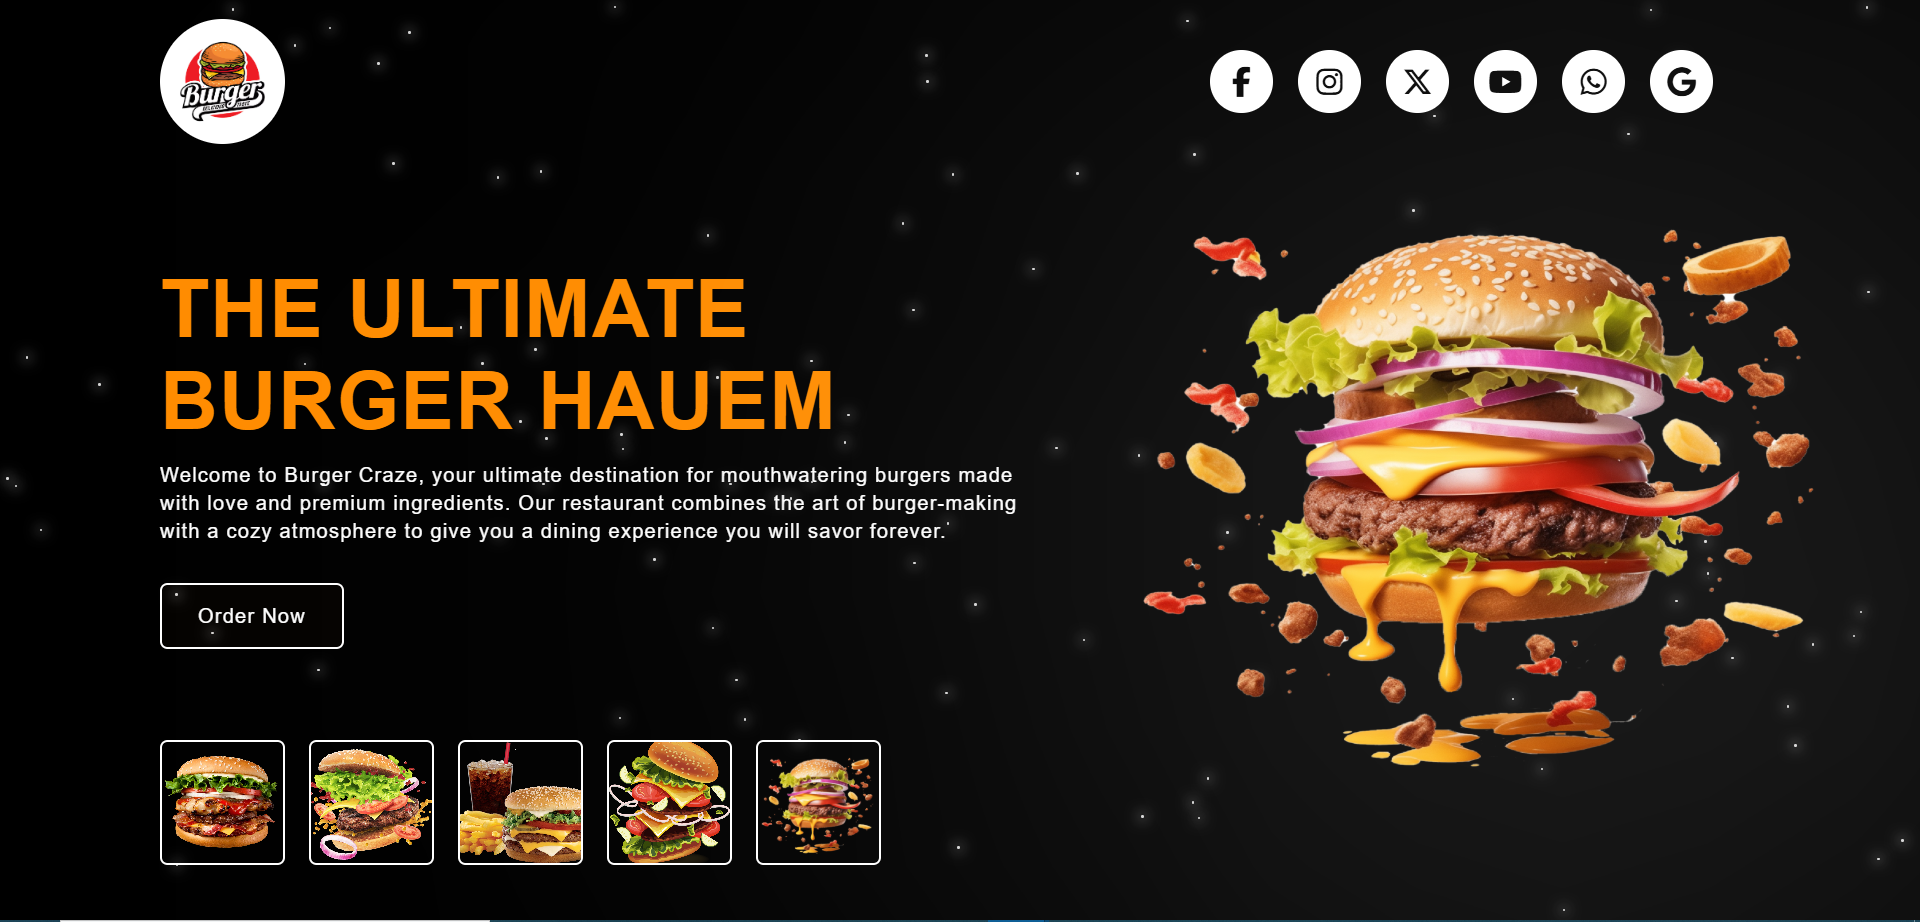 Burger
THE ULTIMATE
BURGER HAUEM
Welcome to Burger Craze, your ultimate destination for mouthwatering burgers made
with love and premium ingredients. Our restaurant combines the art of burger-making
with a cozy atmosphere to give you a dining experience you will savor forever.
Order Now